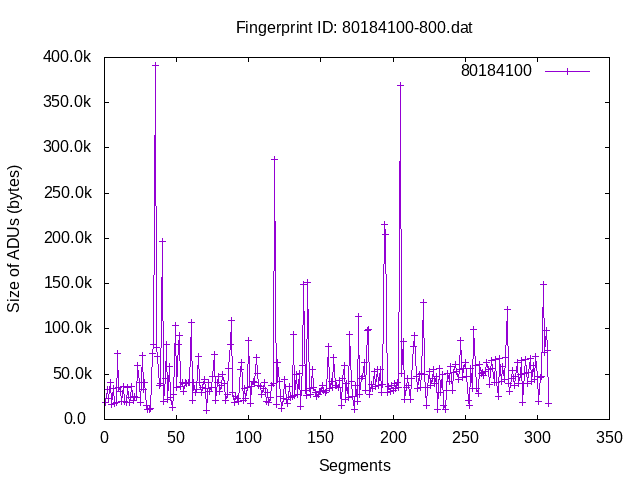 Fingerprint ID: 80184100-800.dat
80184100
Size of ADUs (bytes)
400.0k
350.0k
300.0k
250.0k
200.0k
150.0k
100.0k
50.0k
0.0
0 50 100 150 200 250 300 350
Segments